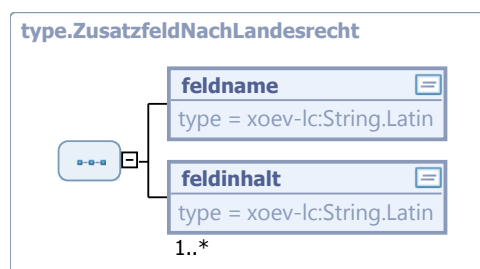 type.ZusatzfeldNachLandesrecht
feldname
type = xoev-lc:String.Latin
feldinhalt
type = xoev-lc:String.Latin
1..*